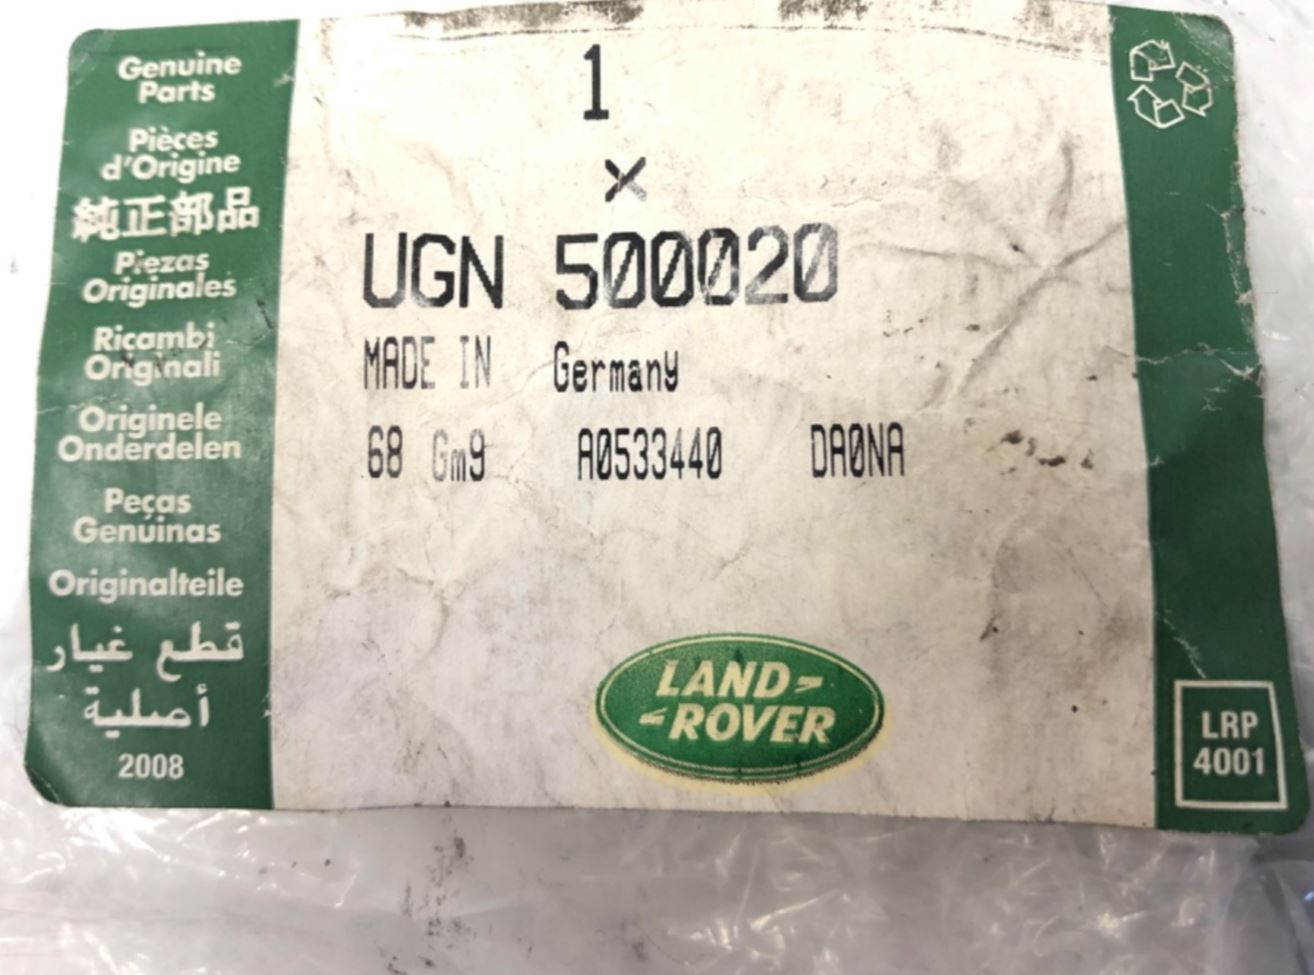 Genuine
Parts
Pièces
d'Origine
純正部品
Piezas
Originales
Ricambi
Originali
Originele
Onderdelen
Peças
Genuinas
Originalteile
قطع غيار
أصلية
2008
1
×
UGN 500020
MADE IN Germany
68 Gm9 A0533440 DA0NA
LAND-
-ROVER
LRP
4001